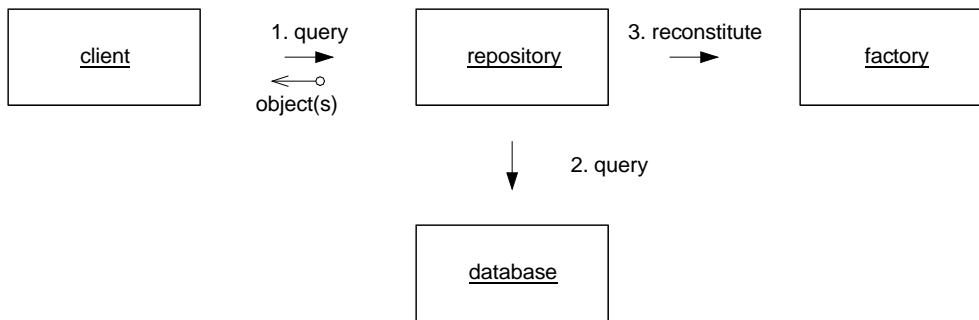 client
1. query
object(s)
repository
3. reconstitute
factory
2. query
database